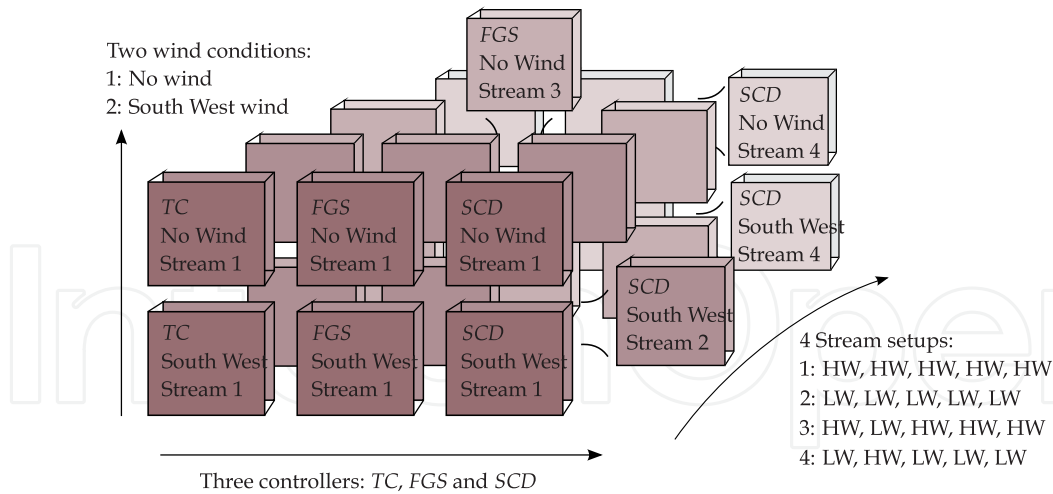 Two wind conditions:
1: No wind
2: South West wind
FGS
No Wind
Stream 3
SCD
No Wind
Stream 4
SCD
South West
Stream 4
TC
No Wind
Stream 1
FGS
No Wind
Stream 1
SCD
No Wind
Stream 1
SCD
South West
Stream 2
TC
South West
Stream 1
FGS
South West
Stream 1
SCD
South West
Stream 1
4 Stream setups:
1: HW, HW, HW, HW, HW
2: LW, LW, LW, LW, LW
3: HW, LW, HW, HW, HW
4: LW, HW, LW, LW, LW
Three controllers: TC, FGS and SCD